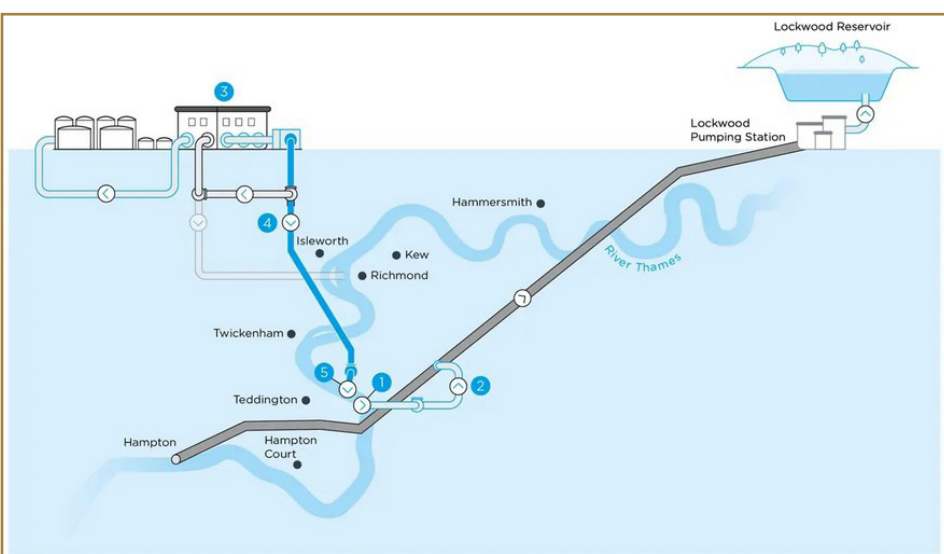 Lockwood Reservoir
3
Lockwood
Pumping Station
Hammersmith
4
Isleworth
Kew
Richmond
River Thames
Twickenham
5
1
2
Teddington
Hampton
Hampton
Court